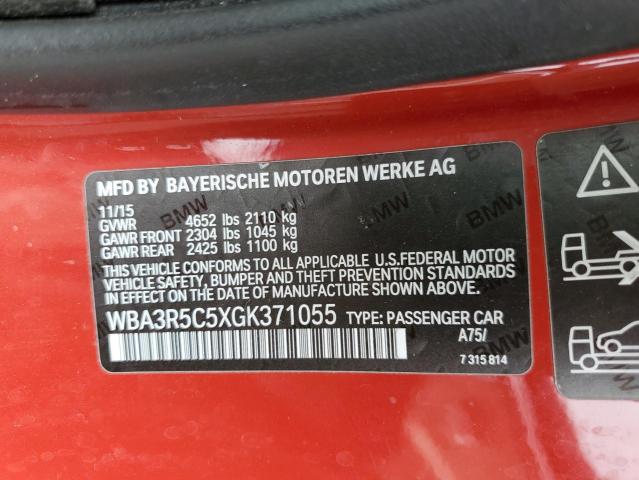 MFD BY BAYERISCHE MOTOREN WERKE AG
11/15
GVWR 4652 lbs 2110 kg
GAWR FRONT 2304 lbs 1045 kg
GAWR REAR 2425 lbs 1100 kg
THIS VEHICLE CONFORMS TO ALL APPLICABLE U.S.FEDERAL MOTOR
VEHICLE SAFETY, BUMPER AND THEFT PREVENTION STANDARDS
IN EFFECT ON THE DATE OF MANUFACTURE SHOWN ABOVE.
WBA3R5C5XGK371055 TYPE: PASSENGER CAR
A75/
7 315 814
BMW
BMW
BMW